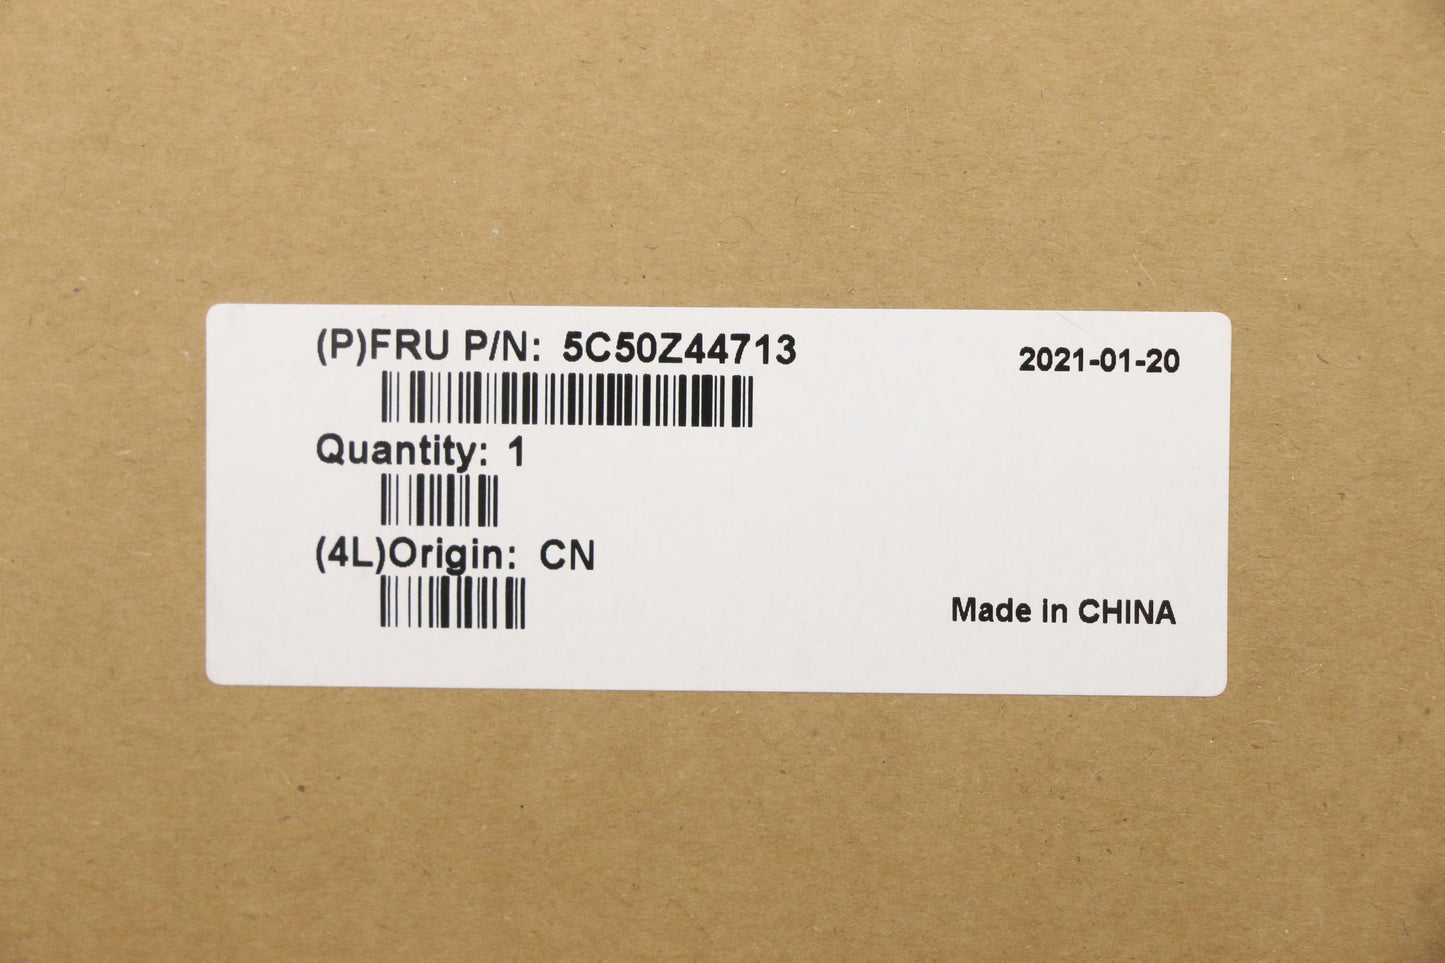 (P)FRU P/N: 5C50Z44713
2021-01-20
Quantity: 1
(4L)Origin: CN
Made in CHINA